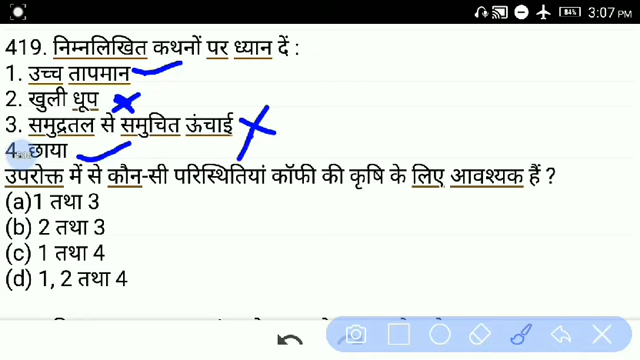 84% 3:07 PM
419. निम्नलिखित कथनों पर ध्यान दें :
1. उच्च तापमान
2. खुली धूप
3. समुद्रतल से समुचित ऊंचाई
4. छाया
उपरोक्त में से कौन-सी परिस्थितियां कॉफी की कृषि के लिए आवश्यक हैं ?
(a)1 तथा 3
(b) 2 तथा 3
(c) 1 तथा 4
(d) 1, 2 तथा 4